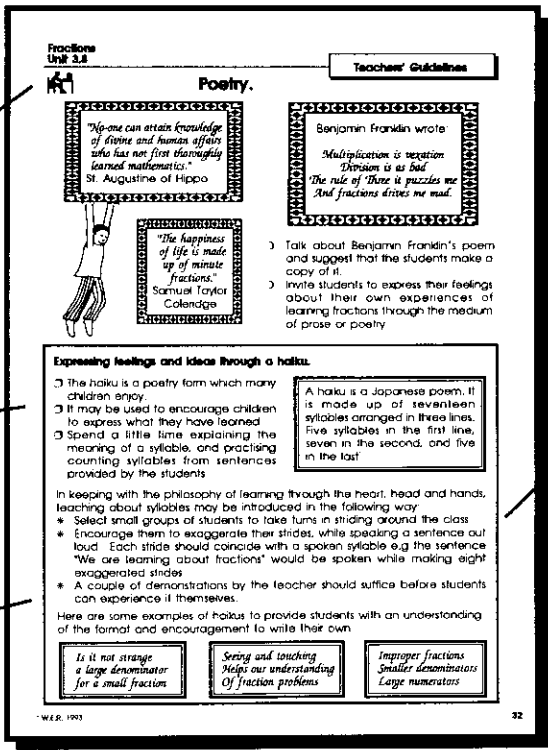 Fractions
Unit 3.8
Teachers' Guidelines
Poetry.
"No-one can attain knowledge
of divine and human affairs
who has not first thoroughly
learned mathematics."
St. Augustine of Hippo
Benjamin Franklin wrote:
Multiplication is vexation
Division is as bad
The rule of Three it puzzles me
And fractions drives me mad.
"The happiness
of life is made
up of minute
fractions."
Samuel Taylor
Coleridge
Talk about Benjamin Franklin's poem
and suggest that the students make a
copy of it.
Invite students to express their feelings
about their own experiences of
learning fractions through the medium
of prose or poetry
Expressing feelings and ideas through a haiku.
❏ The haiku is a poetry form which many
children enjoy.
❏ It may be used to encourage children
to express what they have learned
❏ Spend a little time explaining the
meaning of a syllable, and practising
counting syllables from sentences
provided by the students
A haiku is a Japanese poem. It
is made up of seventeen
syllables arranged in three lines.
Five syllables in the first line,
seven in the second, and five
in the last
In keeping with the philosophy of learning through the heart, head and hands,
teaching about syllables may be introduced in the following way:
* Select small groups of students to take turns in striding around the class
* Encourage them to exaggerate their strides, while speaking a sentence out
loud Each stride should coincide with a spoken syllable e.g the sentence
"We are learning about fractions" would be spoken while making eight
exaggerated strides
* A couple of demonstrations by the teacher should suffice before students
can experience it themselves.
Here are some examples of haikus to provide students with an understanding
of the format and encouragement to write their own
Is it not strange
a large denominator
for a small fraction
Seeing and touching
Helps our understanding
Of fraction problems
Improper fractions
Smaller denominators
Large numerators
W.E.R. 1993
32